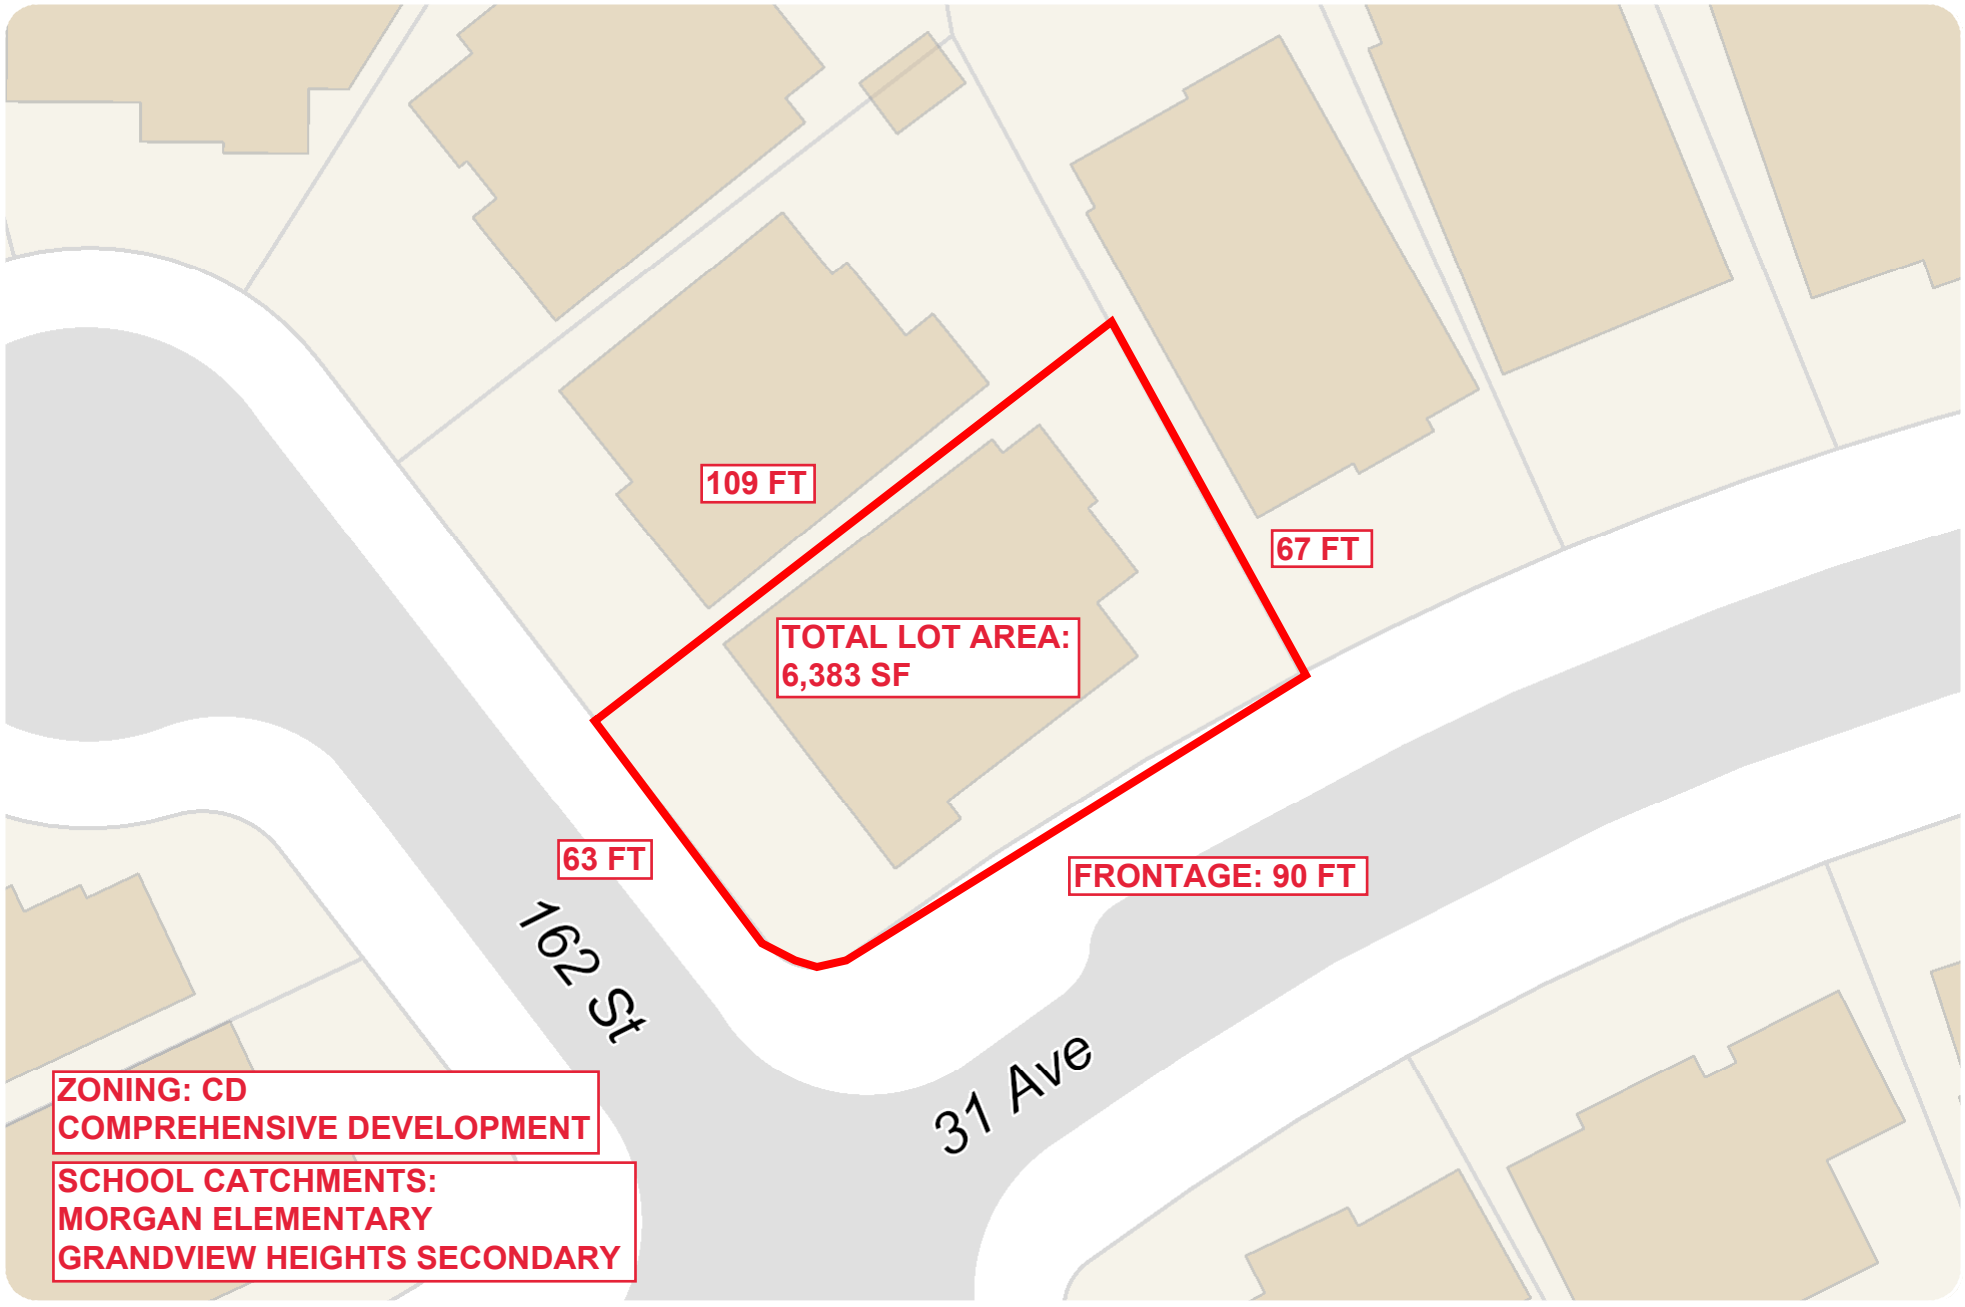 109 FT
67 FT
TOTAL LOT AREA:
6,383 SF
63 FT
FRONTAGE: 90 FT
162 St
31 Ave
ZONING: CD
COMPREHENSIVE DEVELOPMENT
SCHOOL CATCHMENTS:
MORGAN ELEMENTARY
GRANDVIEW HEIGHTS SECONDARY